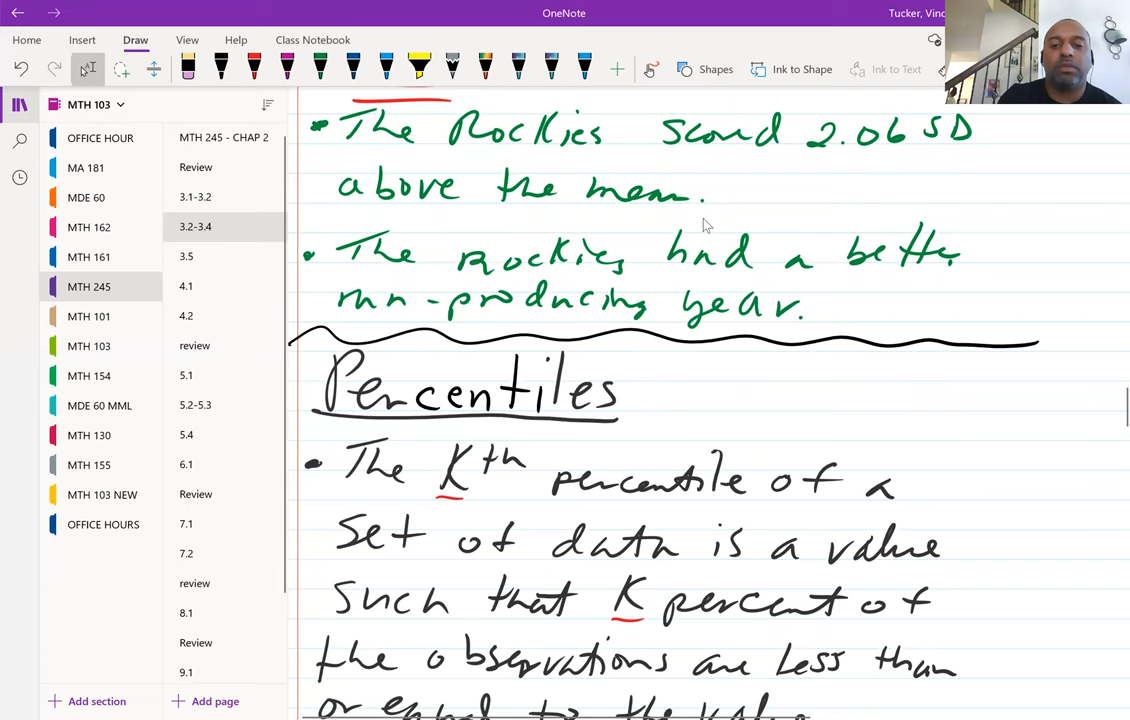 OneNote
Tucker, Vinc
Home Insert Draw View Help Class Notebook
Shapes Ink to Shape Ink to Text
MTH 103
OFFICE HOUR
MA 181
MDE 60
MTH 162
MTH 161
MTH 245
MTH 101
MTH 103
MTH 154
MDE 60 MML
MTH 130
MTH 155
MTH 103 NEW
OFFICE HOURS
Add section
MTH 245 - CHAP 2
Review
3.1-3.2
3.2-3.4
3.5
4.1
4.2
review
5.1
5.2-5.3
5.4
6.1
Review
7.1
7.2
review
8.1
Review
9.1
Add page
• The Rockies scored 2.06 SD
above the mean.
• The Rockies had a better
run-producing year.
Percentiles
• The Kth percentile of a
set of data is a value
such that K percent of
the observations are less than
or equal to the value